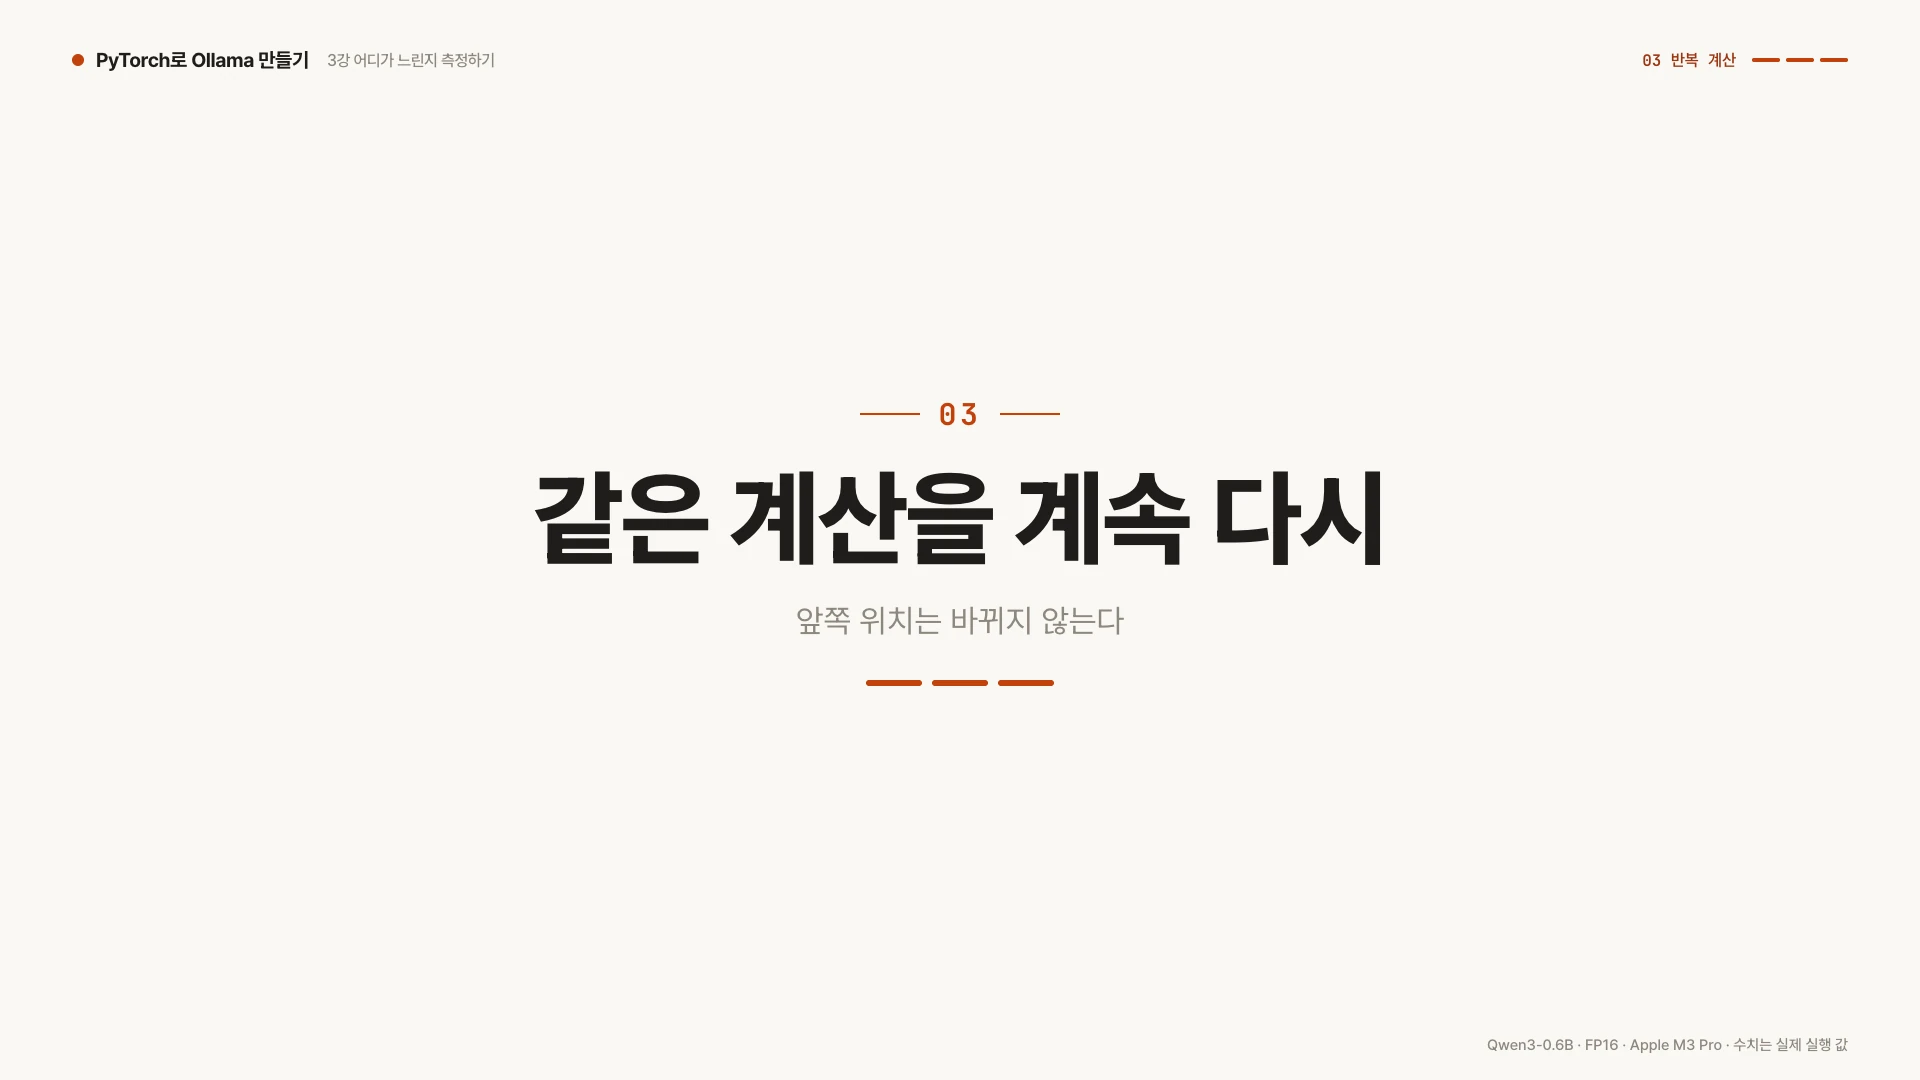 PyTorch로 Ollama 만들기 3강 어디가 느린지 측정하기
03 반복 계산
03
같은 계산을 계속 다시
앞쪽 위치는 바뀌지 않는다
Qwen3-0.6B · FP16 · Apple M3 Pro · 수치는 실제 실행 값